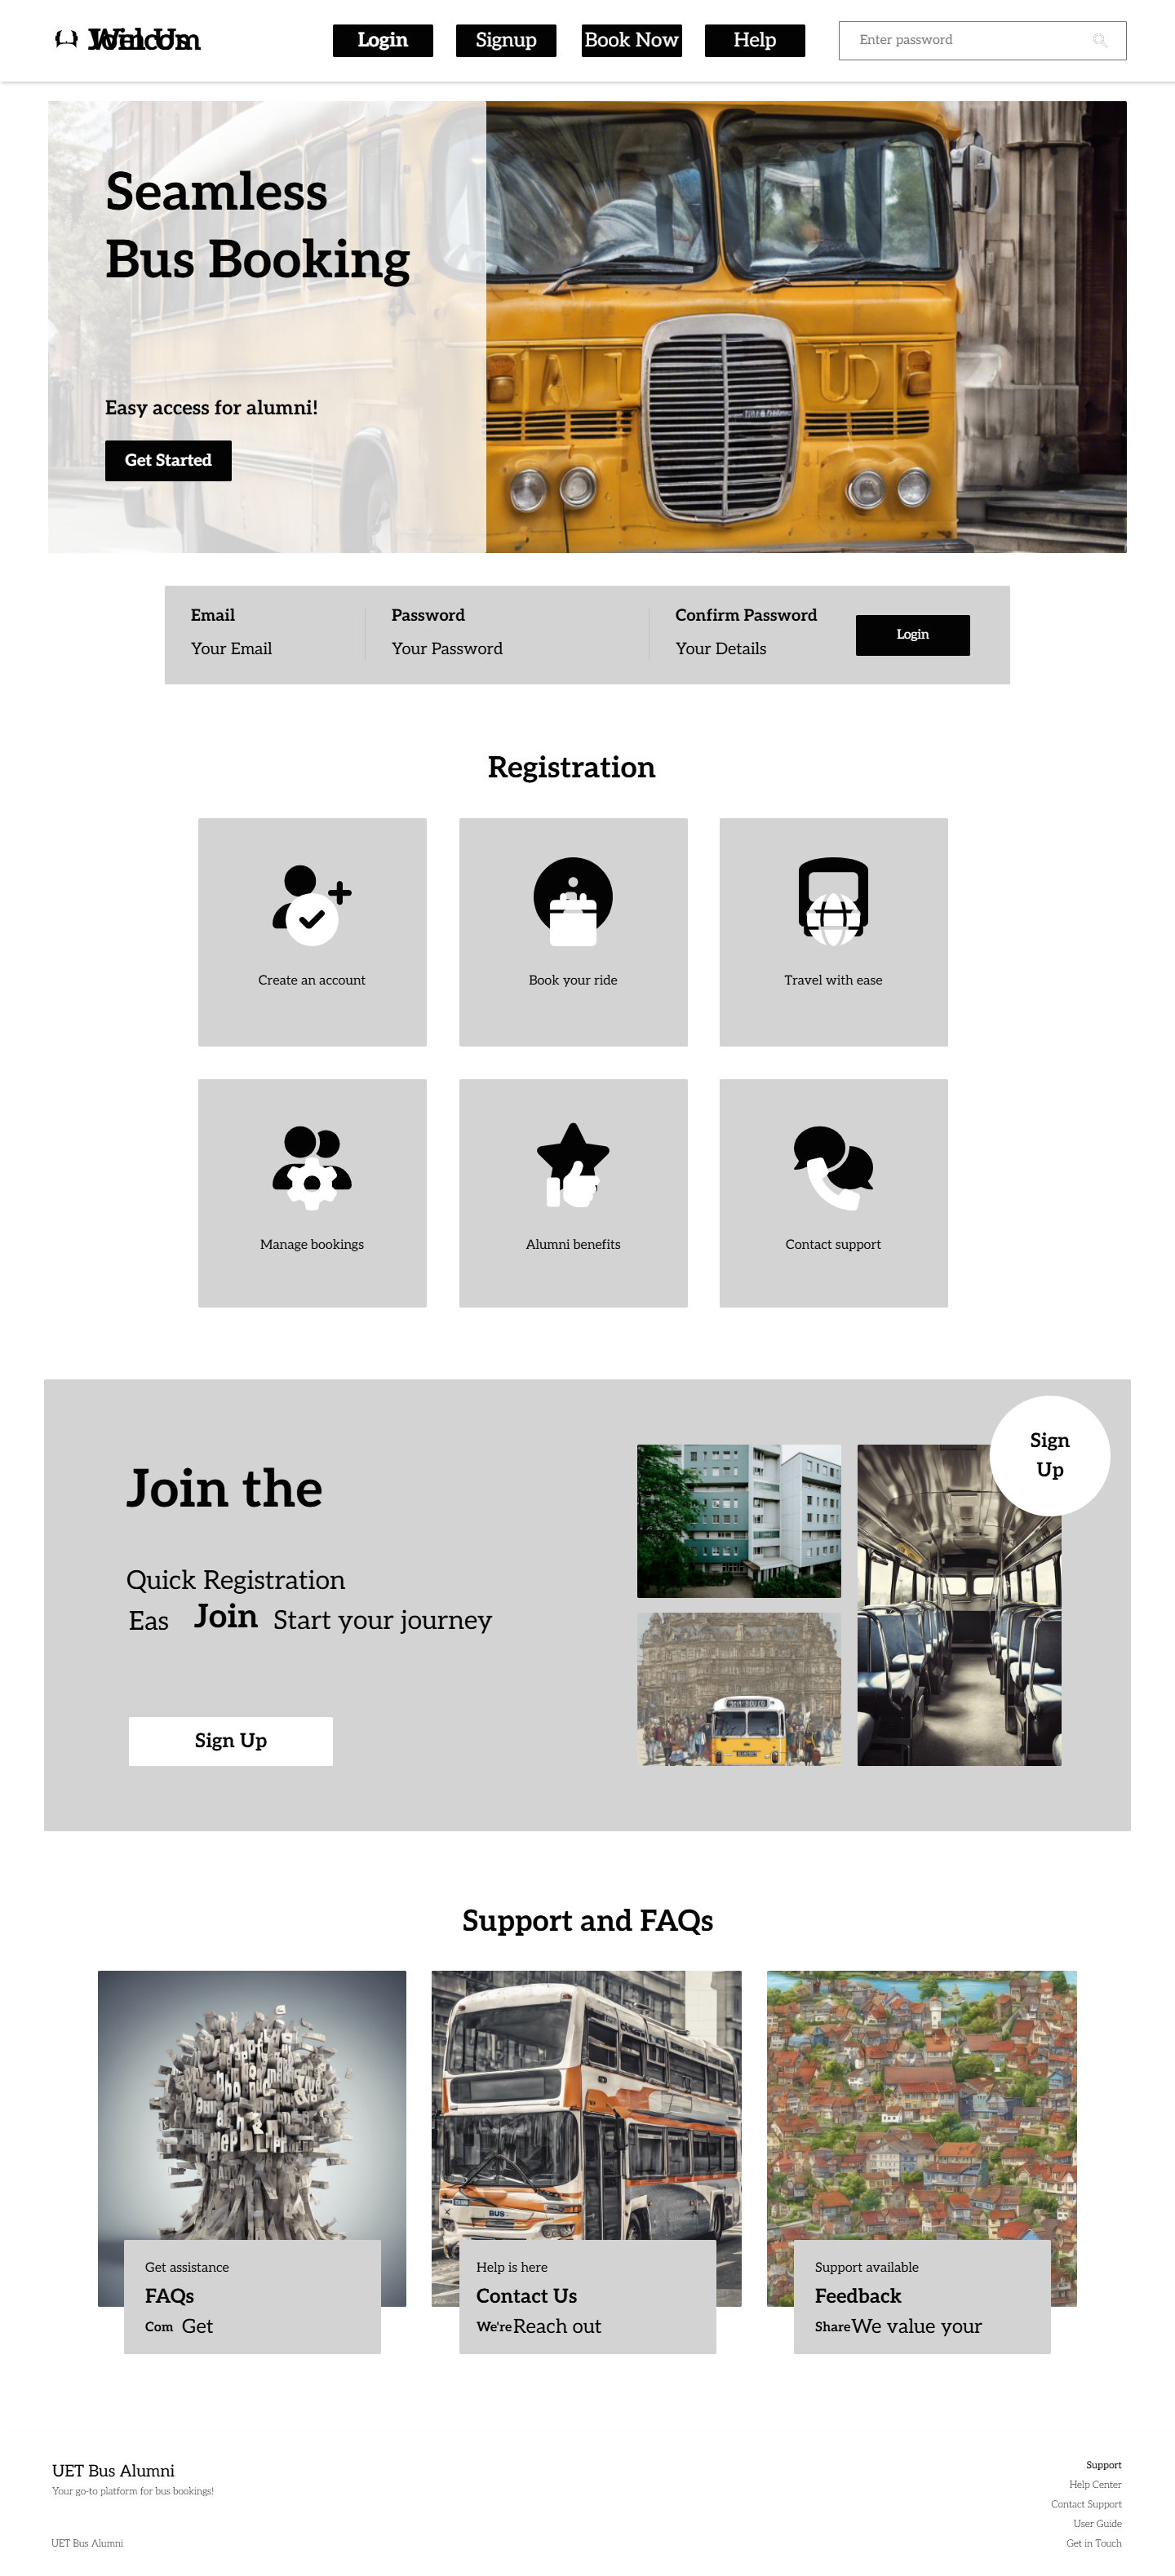 Login
Signup
Book Now
Help
Enter password
Seamless
Bus Booking
Easy access for alumni!
Get Started
Email
Your Email
Password
Your Password
Confirm Password
Your Details
Login
Registration
Create an account
Book your ride
Travel with ease
Manage bookings
Alumni benefits
Contact support
Sign
Up
Join the
Quick Registration
Eas Join Start your journey
Sign Up
Support and FAQs
BUS
Get assistance
FAQs
Com Get
Help is here
Contact Us
We're Reach out
Support available
Feedback
Share We value your
UET Bus Alumni
Your go-to platform for bus bookings!
UET Bus Alumni
Support
Help Center
Contact Support
User Guide
Get in Touch